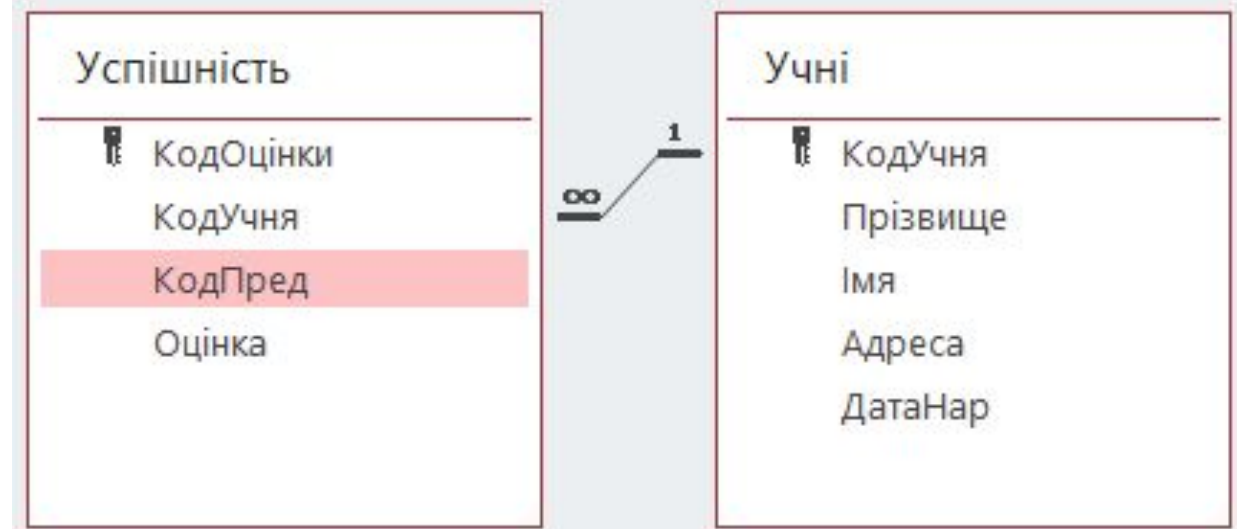 Успішність
КодОцінки
КодУчня
КодПред
Оцінка
∞
1
Учні
КодУчня
Прізвище
Імя
Адреса
ДатаНар